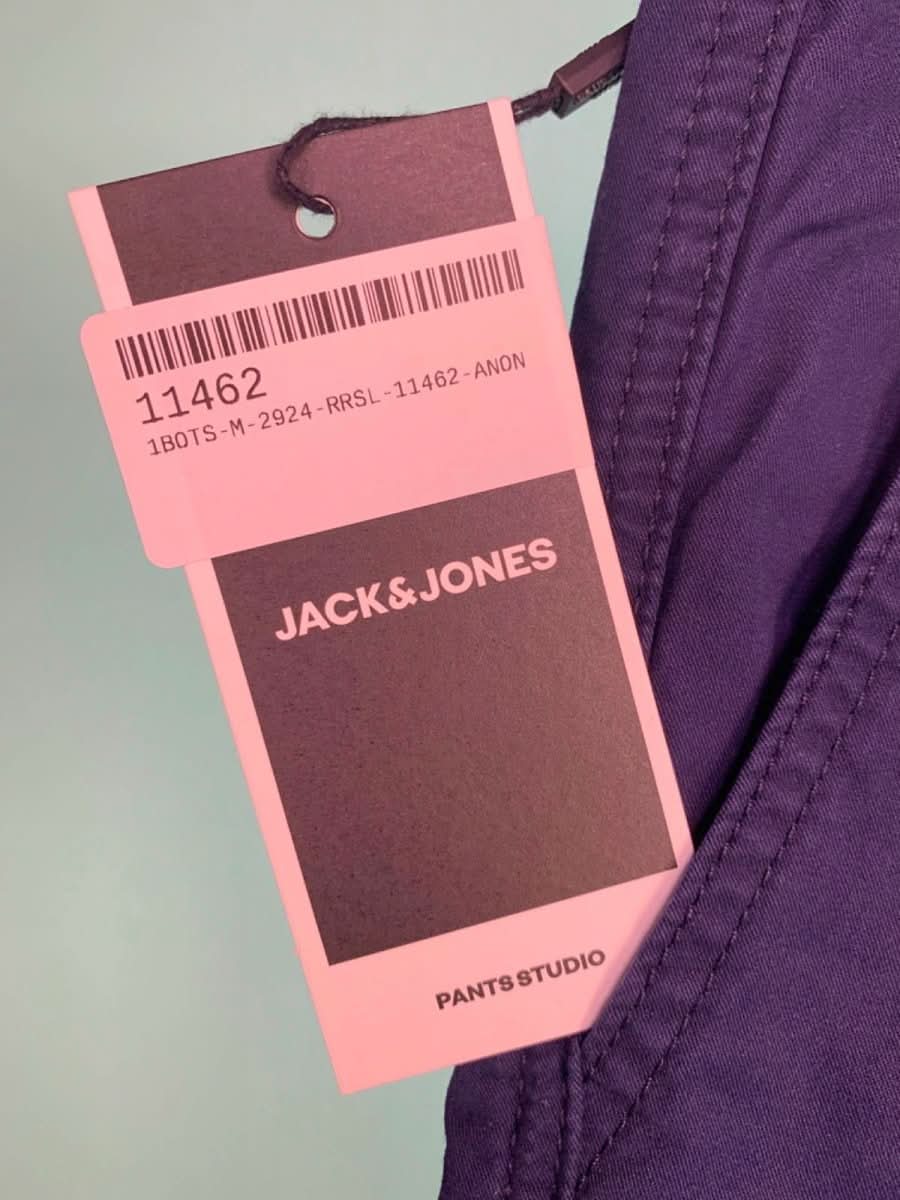 11462
1BOTS-M-2924-RRSL-11462-ANON
JACK&JONES
PANTS STUDIO